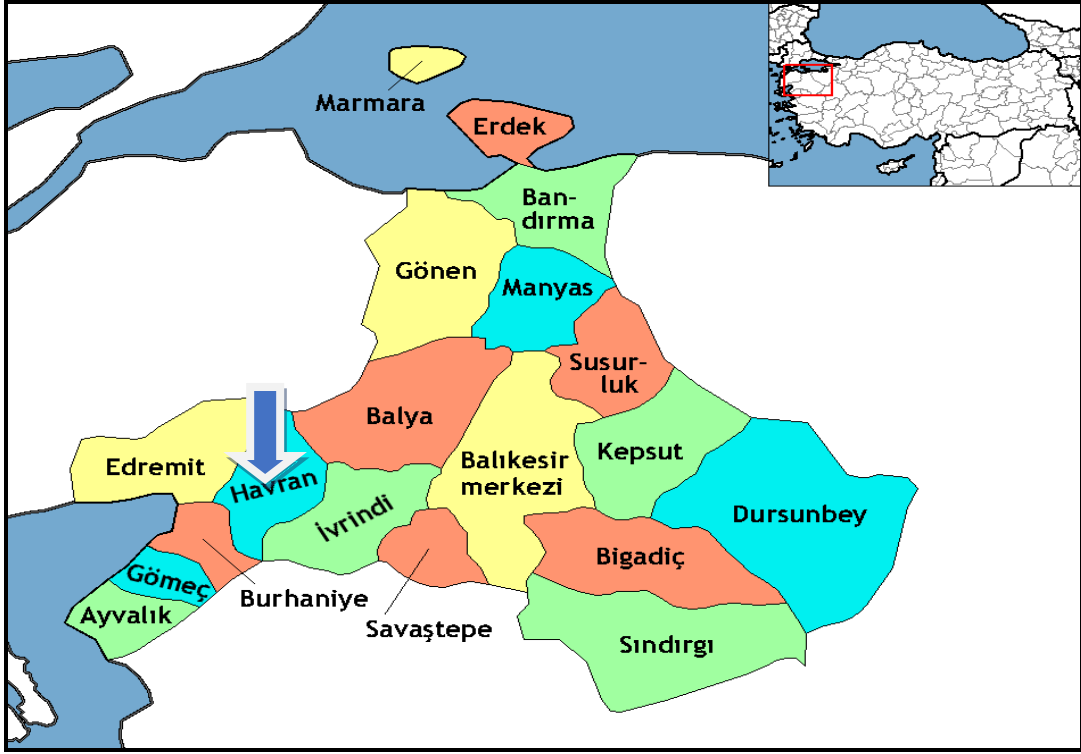 Marmara
Erdek
Ban-
dırma
Gönen
Manyas
Susur-
luk
Balya
Kepsut
Edremit
Havran
Balıkesir
merkezi
İvrindi
Dursunbey
Bigadiç
Gömeç
Burhaniye
Ayvalık
Savaştepe
Sındırgı